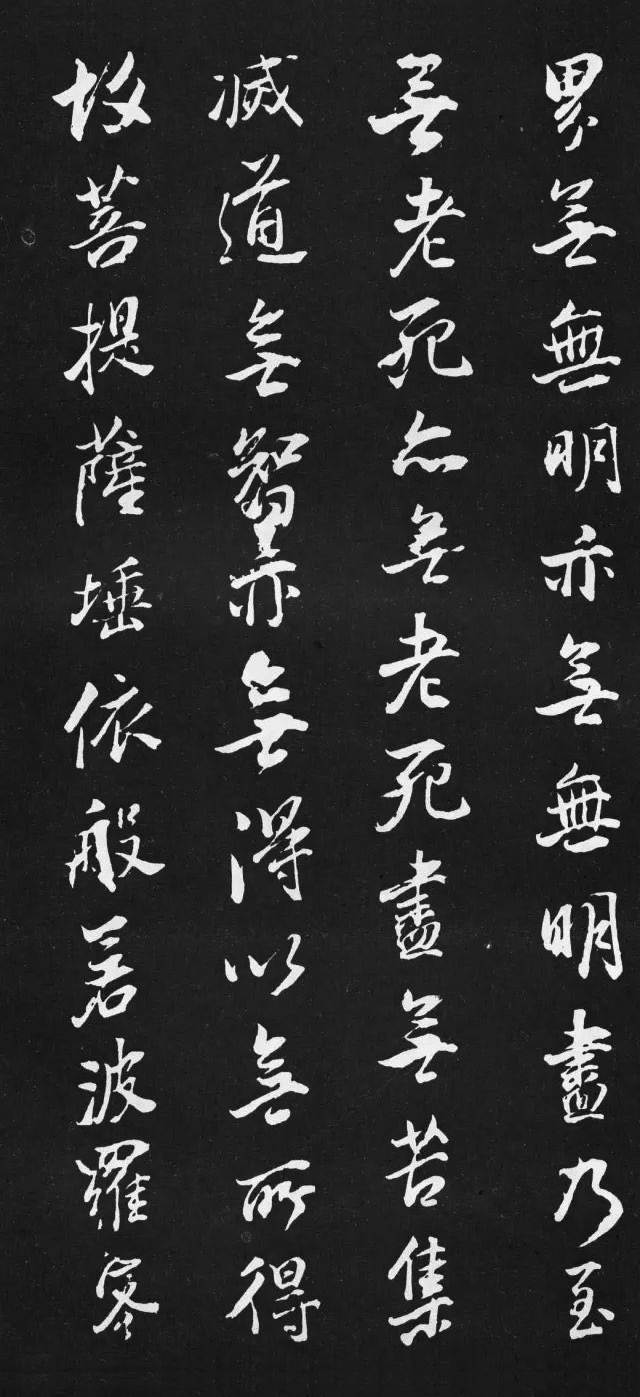 界無無明亦無無明盡乃至
無老死亦無老死盡無苦集
滅道無智亦無得以無所得
故菩提薩埵依般若波羅蜜